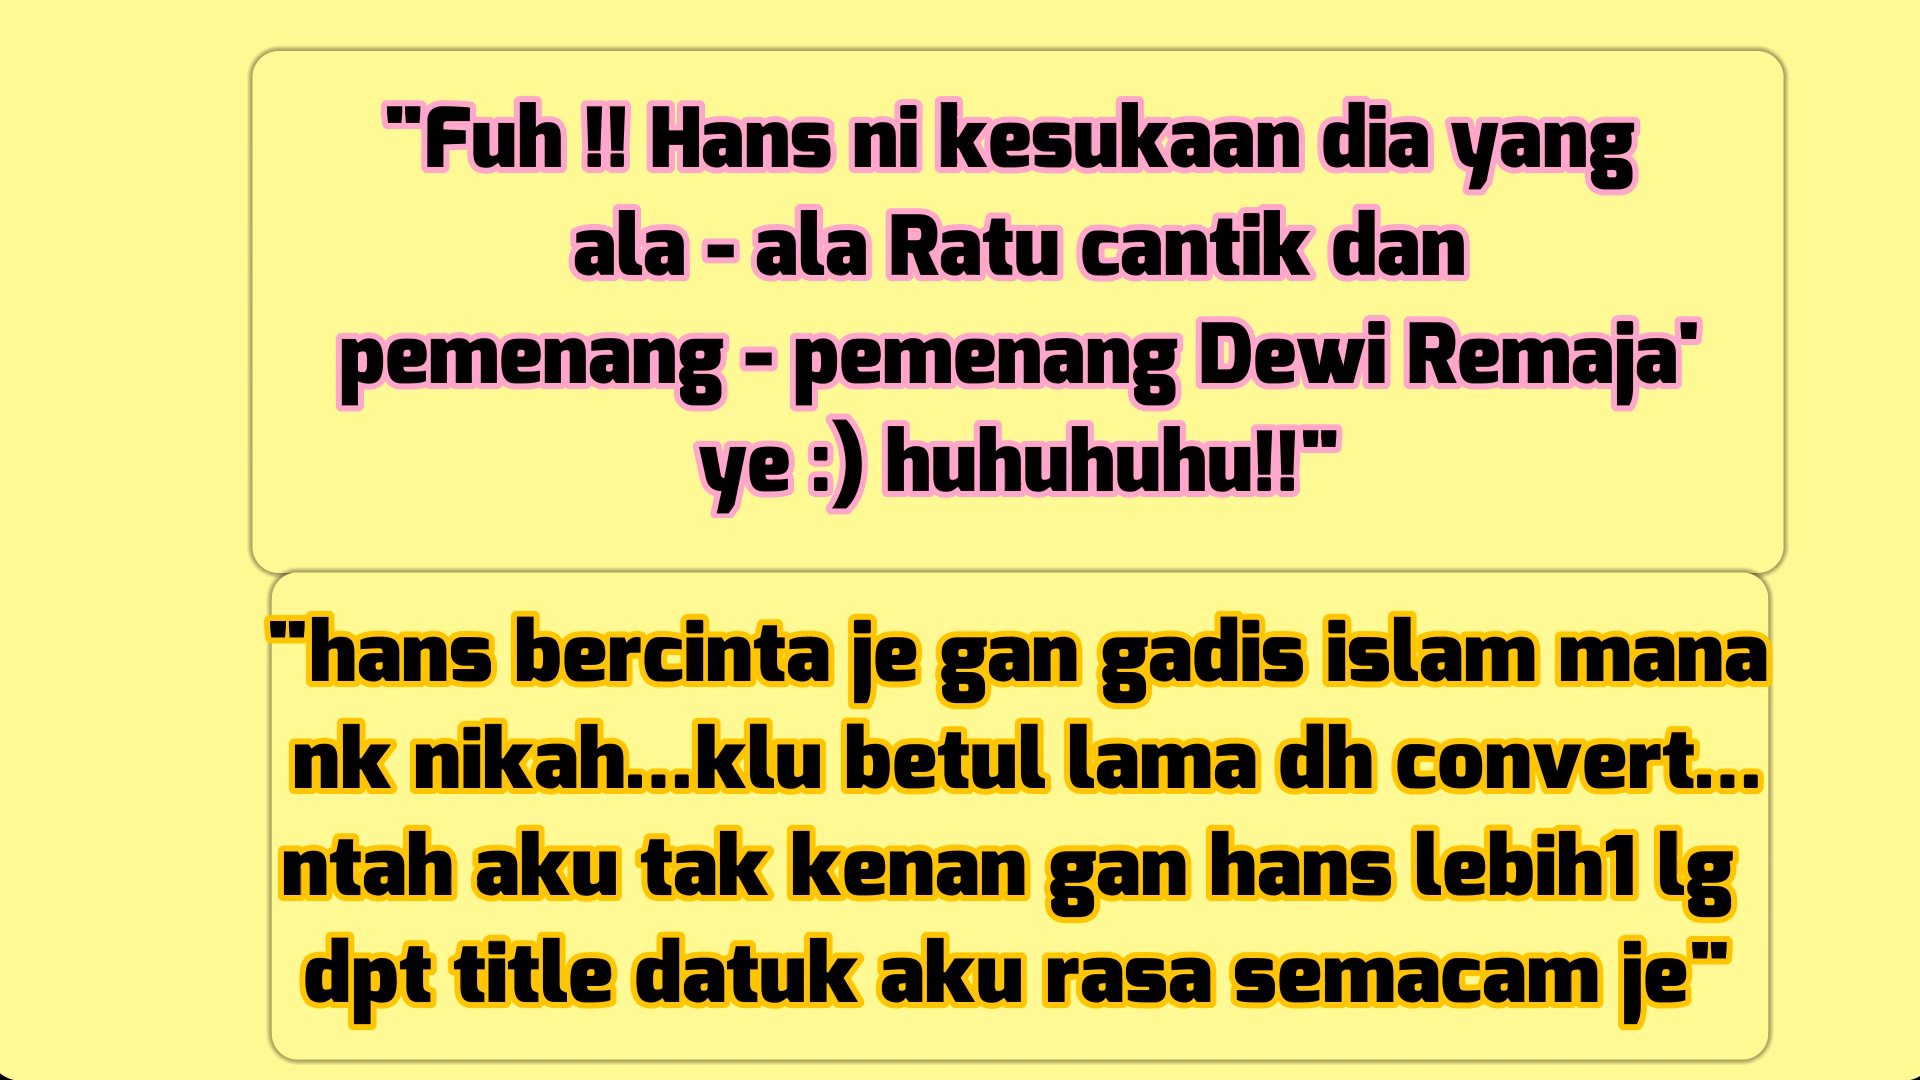 "Fuh !! Hans ni kesukaan dia yang
ala - ala Ratu cantik dan
pemenang - pemenang Dewi Remaja'
ye :) huhuhuhu!!"
"hans bercinta je gan gadis islam mana
nk nikah...klu betul lama dh convert...
ntah aku tak kenan gan hans lebih1 lg
dpt title datuk aku rasa semacam je"